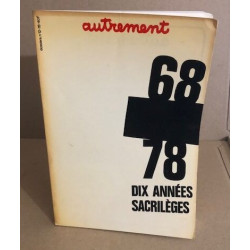 autrement
68
78
DIX ANNÉES
SACRILÈGES